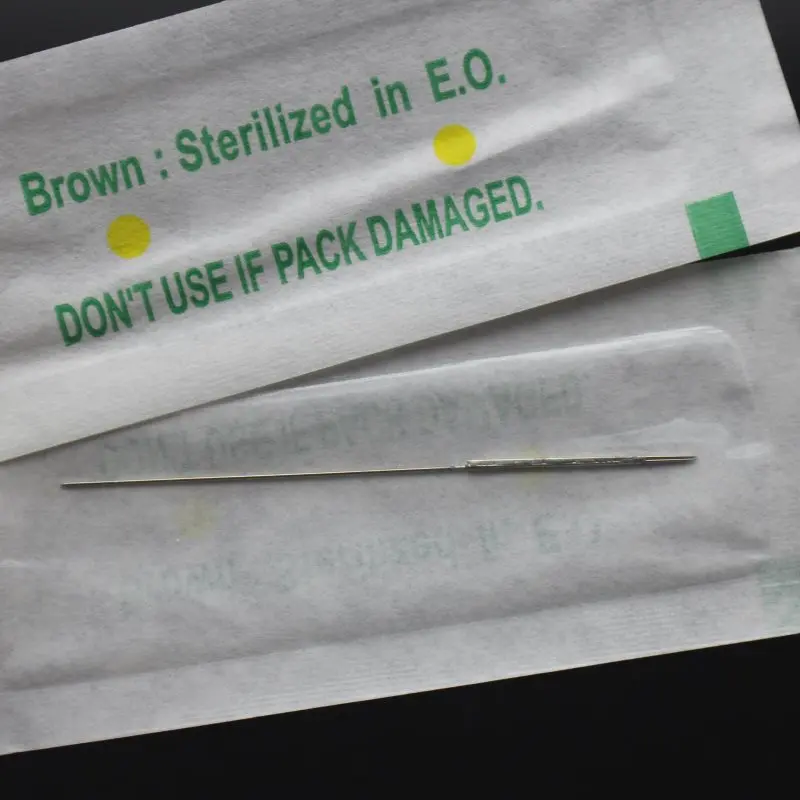 Brown : Sterilized in E.O.
DON'T USE IF PACK DAMAGED.